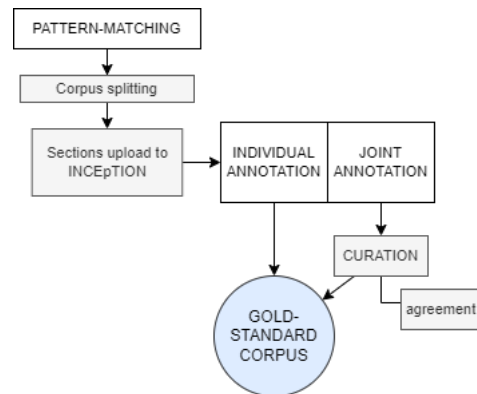 PATTERN-MATCHING
Corpus splitting
Sections upload to
INCEpTION
INDIVIDUAL
ANNOTATION
JOINT
ANNOTATION
CURATION
agreement
GOLD-
STANDARD
CORPUS